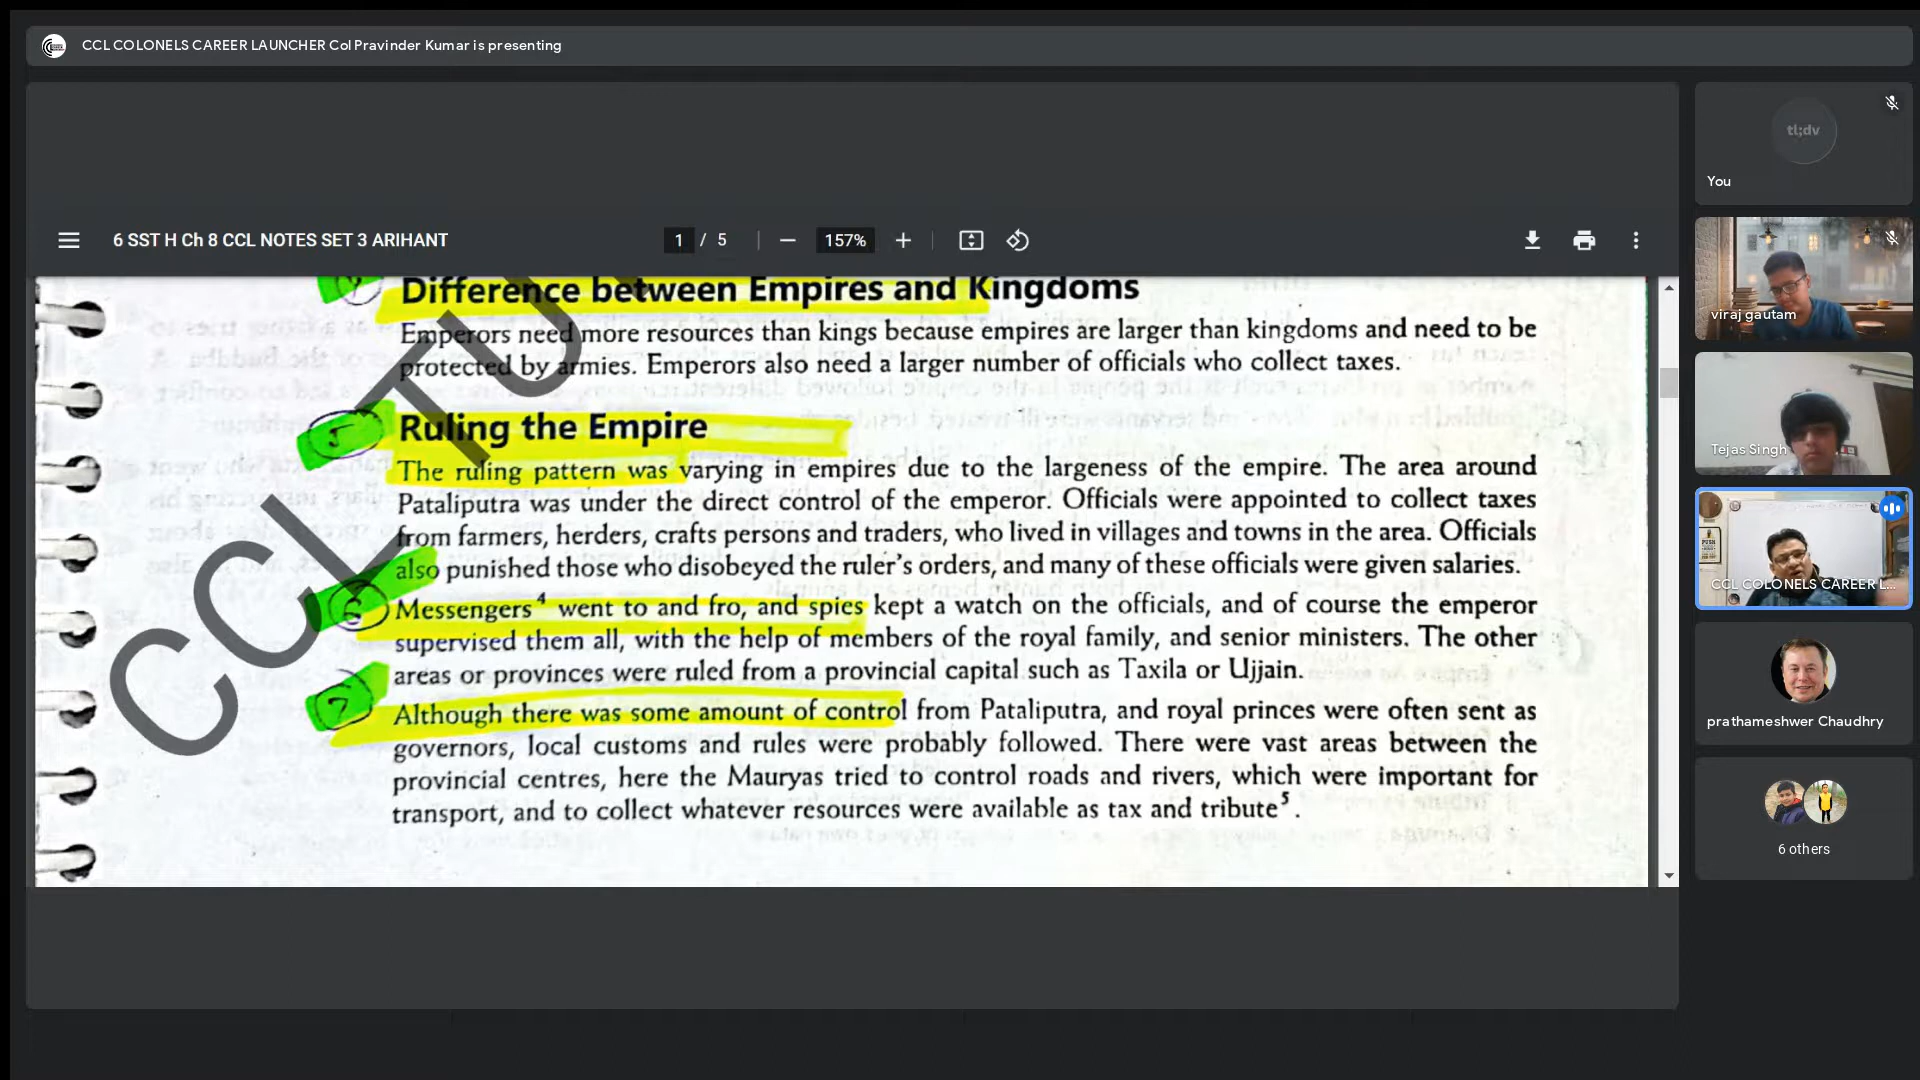 CCL COLONELS CAREER LAUNCHER Col Pravinder Kumar is presenting
6 SST H Ch 8 CCL NOTES SET 3 ARIHANT
1 / 5
157%
Difference between Empires and Kingdoms
Emperors need more resources than kings because empires are larger than kingdoms and need to be
protected by armies. Emperors also need a larger number of officials who collect taxes.
5
Ruling the Empire
The ruling pattern was varying in empires due to the largeness of the empire. The area around
Pataliputra was under the direct control of the emperor. Officials were appointed to collect taxes
from farmers, herders, crafts persons and traders, who lived in villages and towns in the area. Officials
also punished those who disobeyed the ruler's orders, and many of these officials were given salaries.
6
Messengers⁴ went to and fro, and spies kept a watch on the officials, and of course the emperor
supervised them all, with the help of members of the royal family, and senior ministers. The other
areas or provinces were ruled from a provincial capital such as Taxila or Ujjain.
7
Although there was some amount of control from Pataliputra, and royal princes were often sent as
governors, local customs and rules were probably followed. There were vast areas between the
provincial centres, here the Mauryas tried to control roads and rivers, which were important for
transport, and to collect whatever resources were available as tax and tribute⁵.
CCL TU
tl;dv
You
viraj gautam
Tejas Singh
CCL COLONELS CAREER L...
prathameshwer Chaudhry
6 others